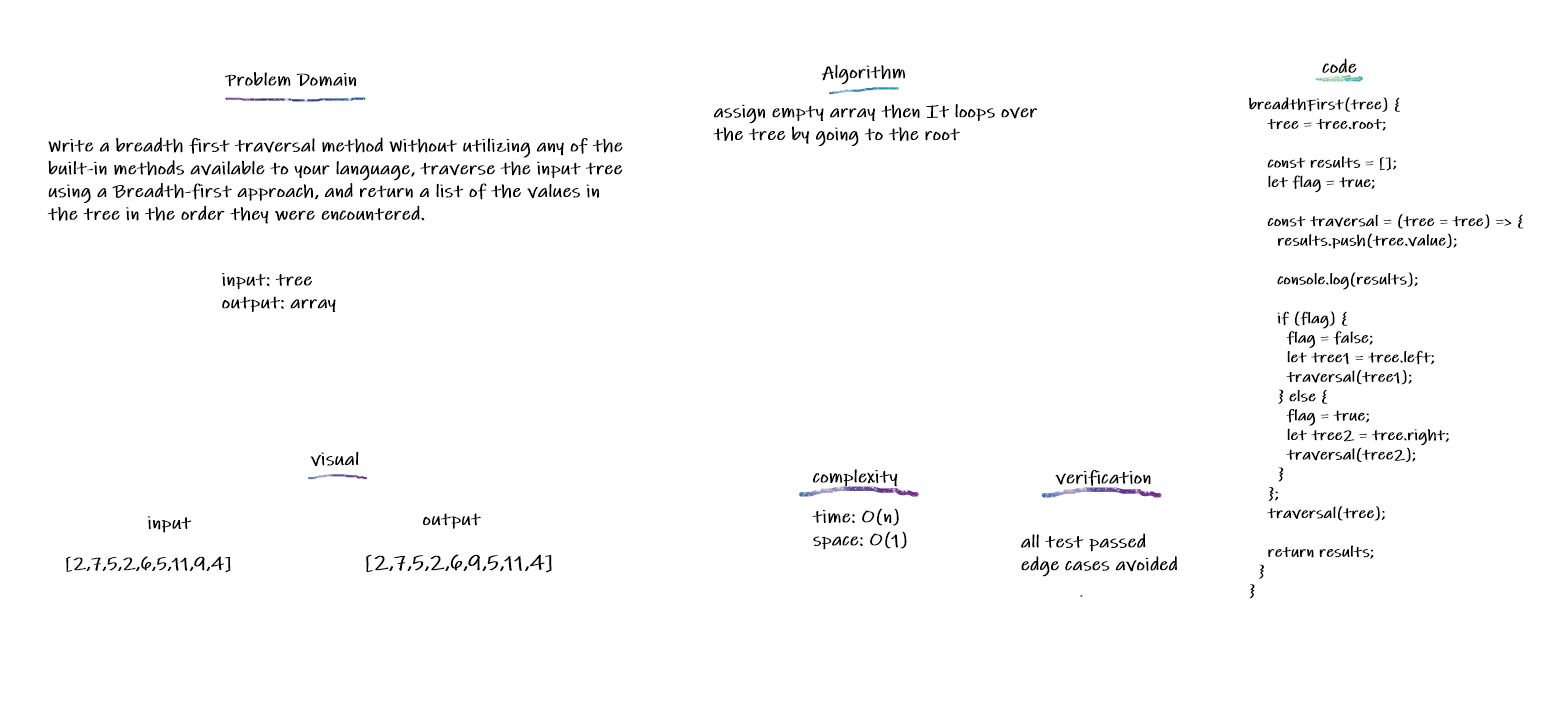 Problem Domain
Write a breadth first traversal method Without utilizing any of the
built-in methods available to your language, traverse the input tree
using a Breadth-first approach, and return a list of the values in
the tree in the order they were encountered.
input: tree
output: array
visual
input
output
[2,7,5,2,6,5,11,9,4]
[2,7,5,2,6,9,5,11,4]
Algorithm
assign empty array then It loops over
the tree by going to the root
complexity
time: O(n)
space: O(1)
verification
all test passed
edge cases avoided
code
breadthFirst(tree) {
tree = tree.root;
const results = [];
let flag = true;
const traversal = (tree = tree) => {
results.push(tree.value);
console.log(results);
if (flag) {
flag = false;
let tree1 = tree.left;
traversal(tree1);
} else {
flag = true;
let tree2 = tree.right;
traversal(tree2);
}
};
traversal(tree);
return results;
}
}